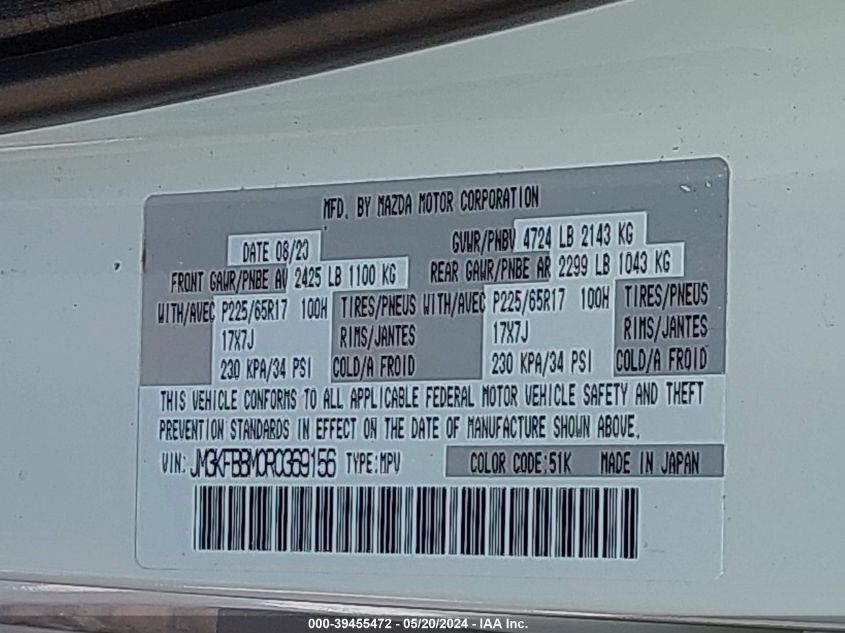 MFD. BY MAZDA MOTOR CORPORATION
DATE 08/23 GVWR/PNBV 4724 LB 2143 KG
FRONT GAWR/PNBE AV 2425 LB 1100 KG REAR GAWR/PNBE AR 2299 LB 1043 KG
WITH/AVEC P225/65R17 100H TIRES/PNEUS WITH/AVEC P225/65R17 100H TIRES/PNEUS
17X7J RIMS/JANTES 17X7J RIMS/JANTES
230 KPA/34 PSI COLD/A FROID 230 KPA/34 PSI COLD/A FROID
THIS VEHICLE CONFORMS TO ALL APPLICABLE FEDERAL MOTOR VEHICLE SAFETY AND THEFT
PREVENTION STANDARDS IN EFFECT ON THE DATE OF MANUFACTURE SHOWN ABOVE.
VIN: JM3KFBBM0R0369156 TYPE:MPV COLOR CODE:51K MADE IN JAPAN
000-39455472 - 05/20/2024 - IAA Inc.